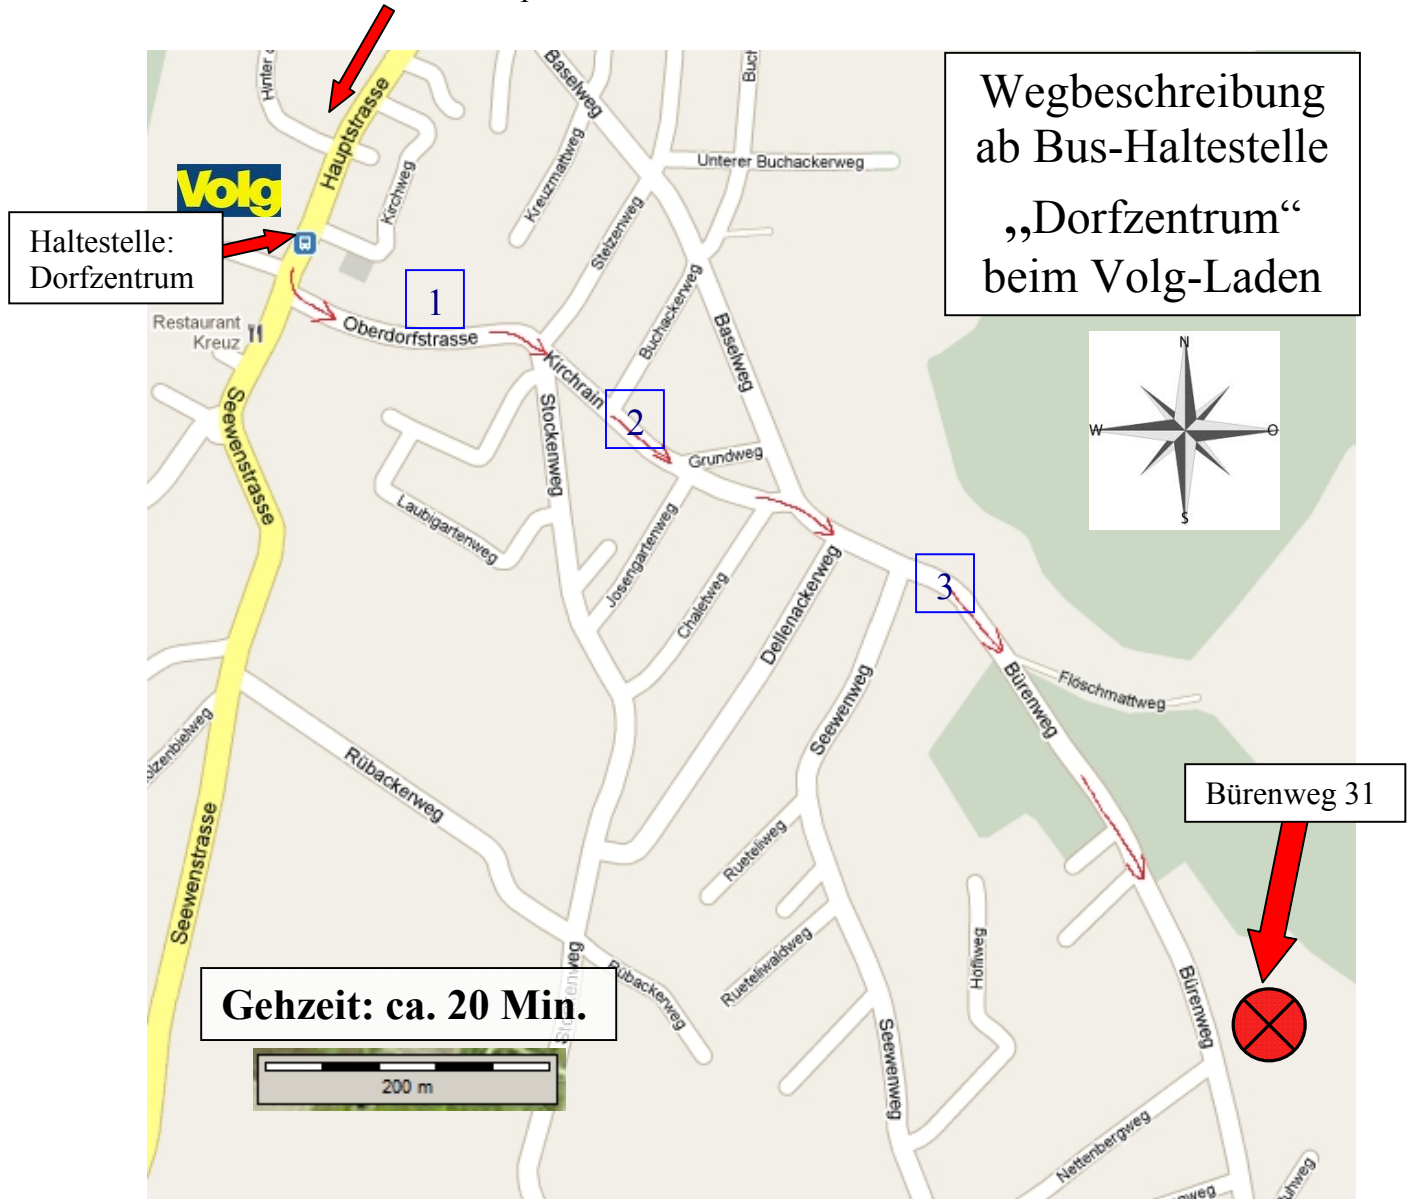 Wegbeschreibung
ab Bus-Haltestelle
„Dorfzentrum“
beim Volg-Laden
Hauptstrasse
Baselweg
Kreuzmattweg
Unterer Buchackerweg
Kirchweg
Volg
Haltestelle:
Dorfzentrum
Stelzenweg
Buchackerweg
Baselweg
1
Oberdorfstrasse
Restaurant
Kreuz
N
W
O
S
Kirchrain
2
Seewenstrasse
Stockenweg
Grundweg
Laubigartenweg
Josengartenweg
Chaletweg
Dellenackerweg
3
Seewenweg
Bürenweg
Flöschmattweg
Rübackerweg
Bürenweg 31
Seewenstrasse
Rueteliweg
Rueteliwaldweg
Höfliweg
Bürenweg
Rübackerweg
Gehzeit: ca. 20 Min.
200 m
Seewenweg
Nettenbergweg